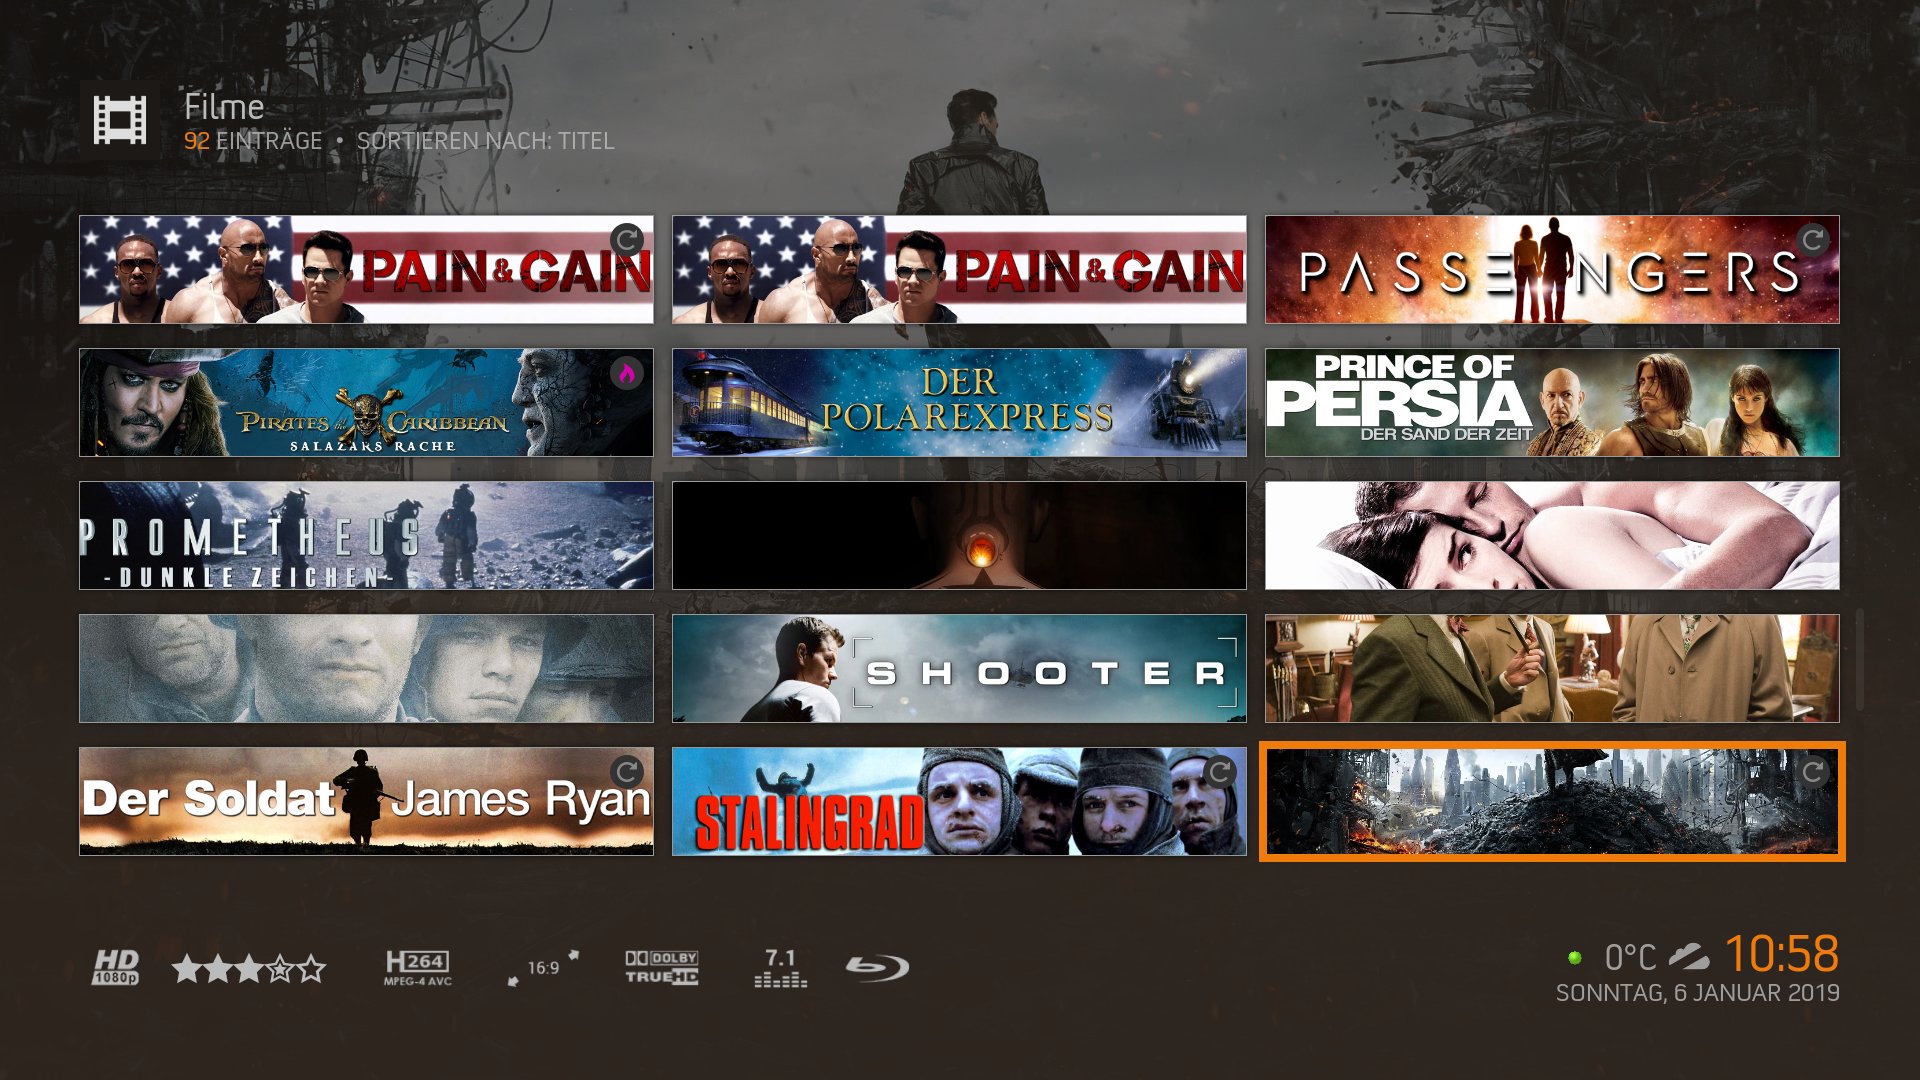 Filme
92 EINTRÄGE • SORTIEREN NACH: TITEL
PAIN & GAIN
PAIN & GAIN
PASSENGERS
PIRATES of the CARIBBEAN
SALAZARS RACHE
DER
POLAREXPRESS
PRINCE OF
PERSIA
DER SAND DER ZEIT
PROMETHEUS
-DUNKLE ZEICHEN-
SHOOTER
Der Soldat James Ryan
STALINGRAD
HD
1080p
H264
MPEG-4 AVC
16:9
DOLBY
TRUEHD
7.1
0°C 10:58
SONNTAG, 6 JANUAR 2019